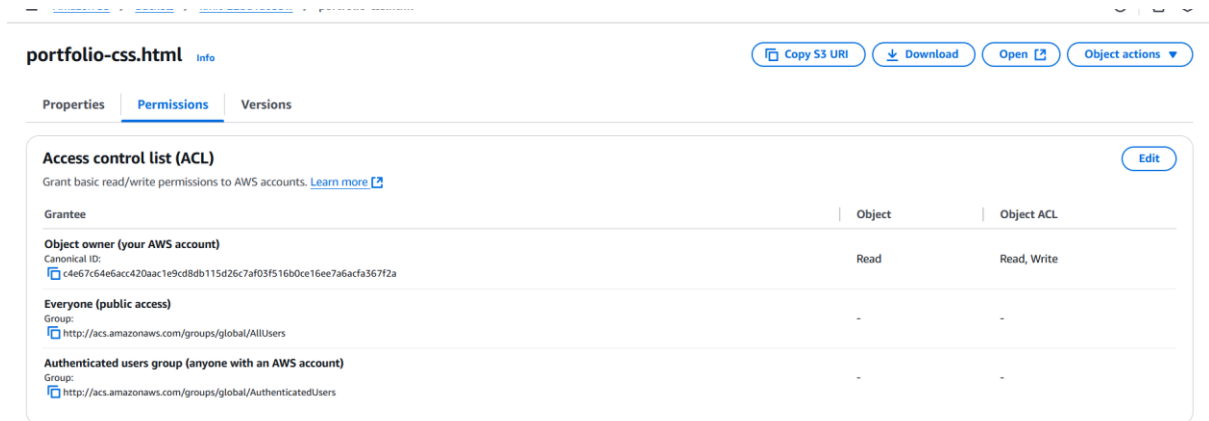 portfolio-css.html Info
Copy S3 URI Download Open Object actions
Properties Permissions Versions
Access control list (ACL) Edit
Grant basic read/write permissions to AWS accounts. Learn more
Grantee Object Object ACL
Object owner (your AWS account)
Canonical ID: Read Read, Write
c4e67c64e6acc420aac1e9cd8db115d26c7af03f516b0ce16ee7a6acfa367f2a
Everyone (public access)
Group: - -
http://acs.amazonaws.com/groups/global/AllUsers
Authenticated users group (anyone with an AWS account)
Group: - -
http://acs.amazonaws.com/groups/global/AuthenticatedUsers